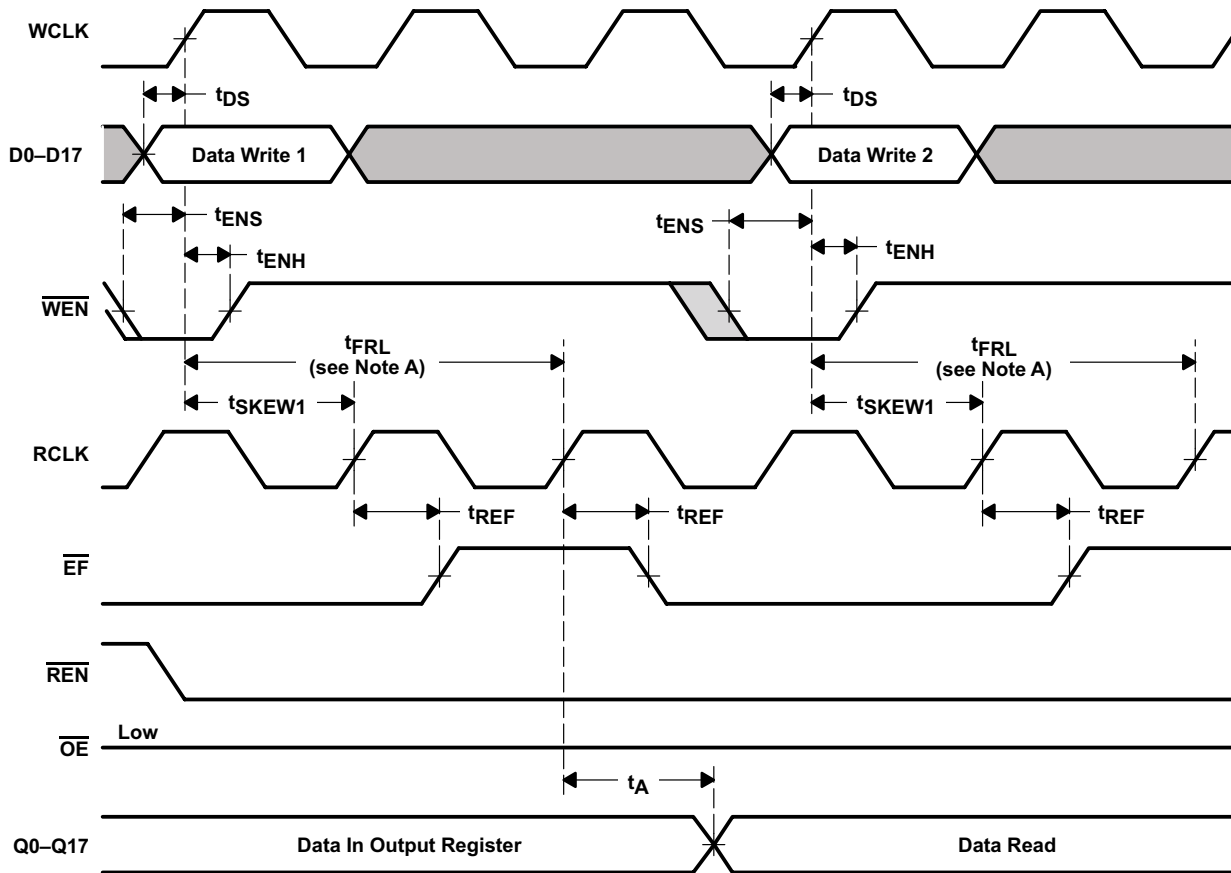 WCLK
tDS
tDS
D0–D17
Data Write 1
Data Write 2
tENS
tENS
tENH
tENH
WEN
tFRL
(see Note A)
tFRL
(see Note A)
tSKEW1
tSKEW1
RCLK
tREF
tREF
tREF
EF
REN
Low
OE
tA
Q0–Q17
Data In Output Register
Data Read